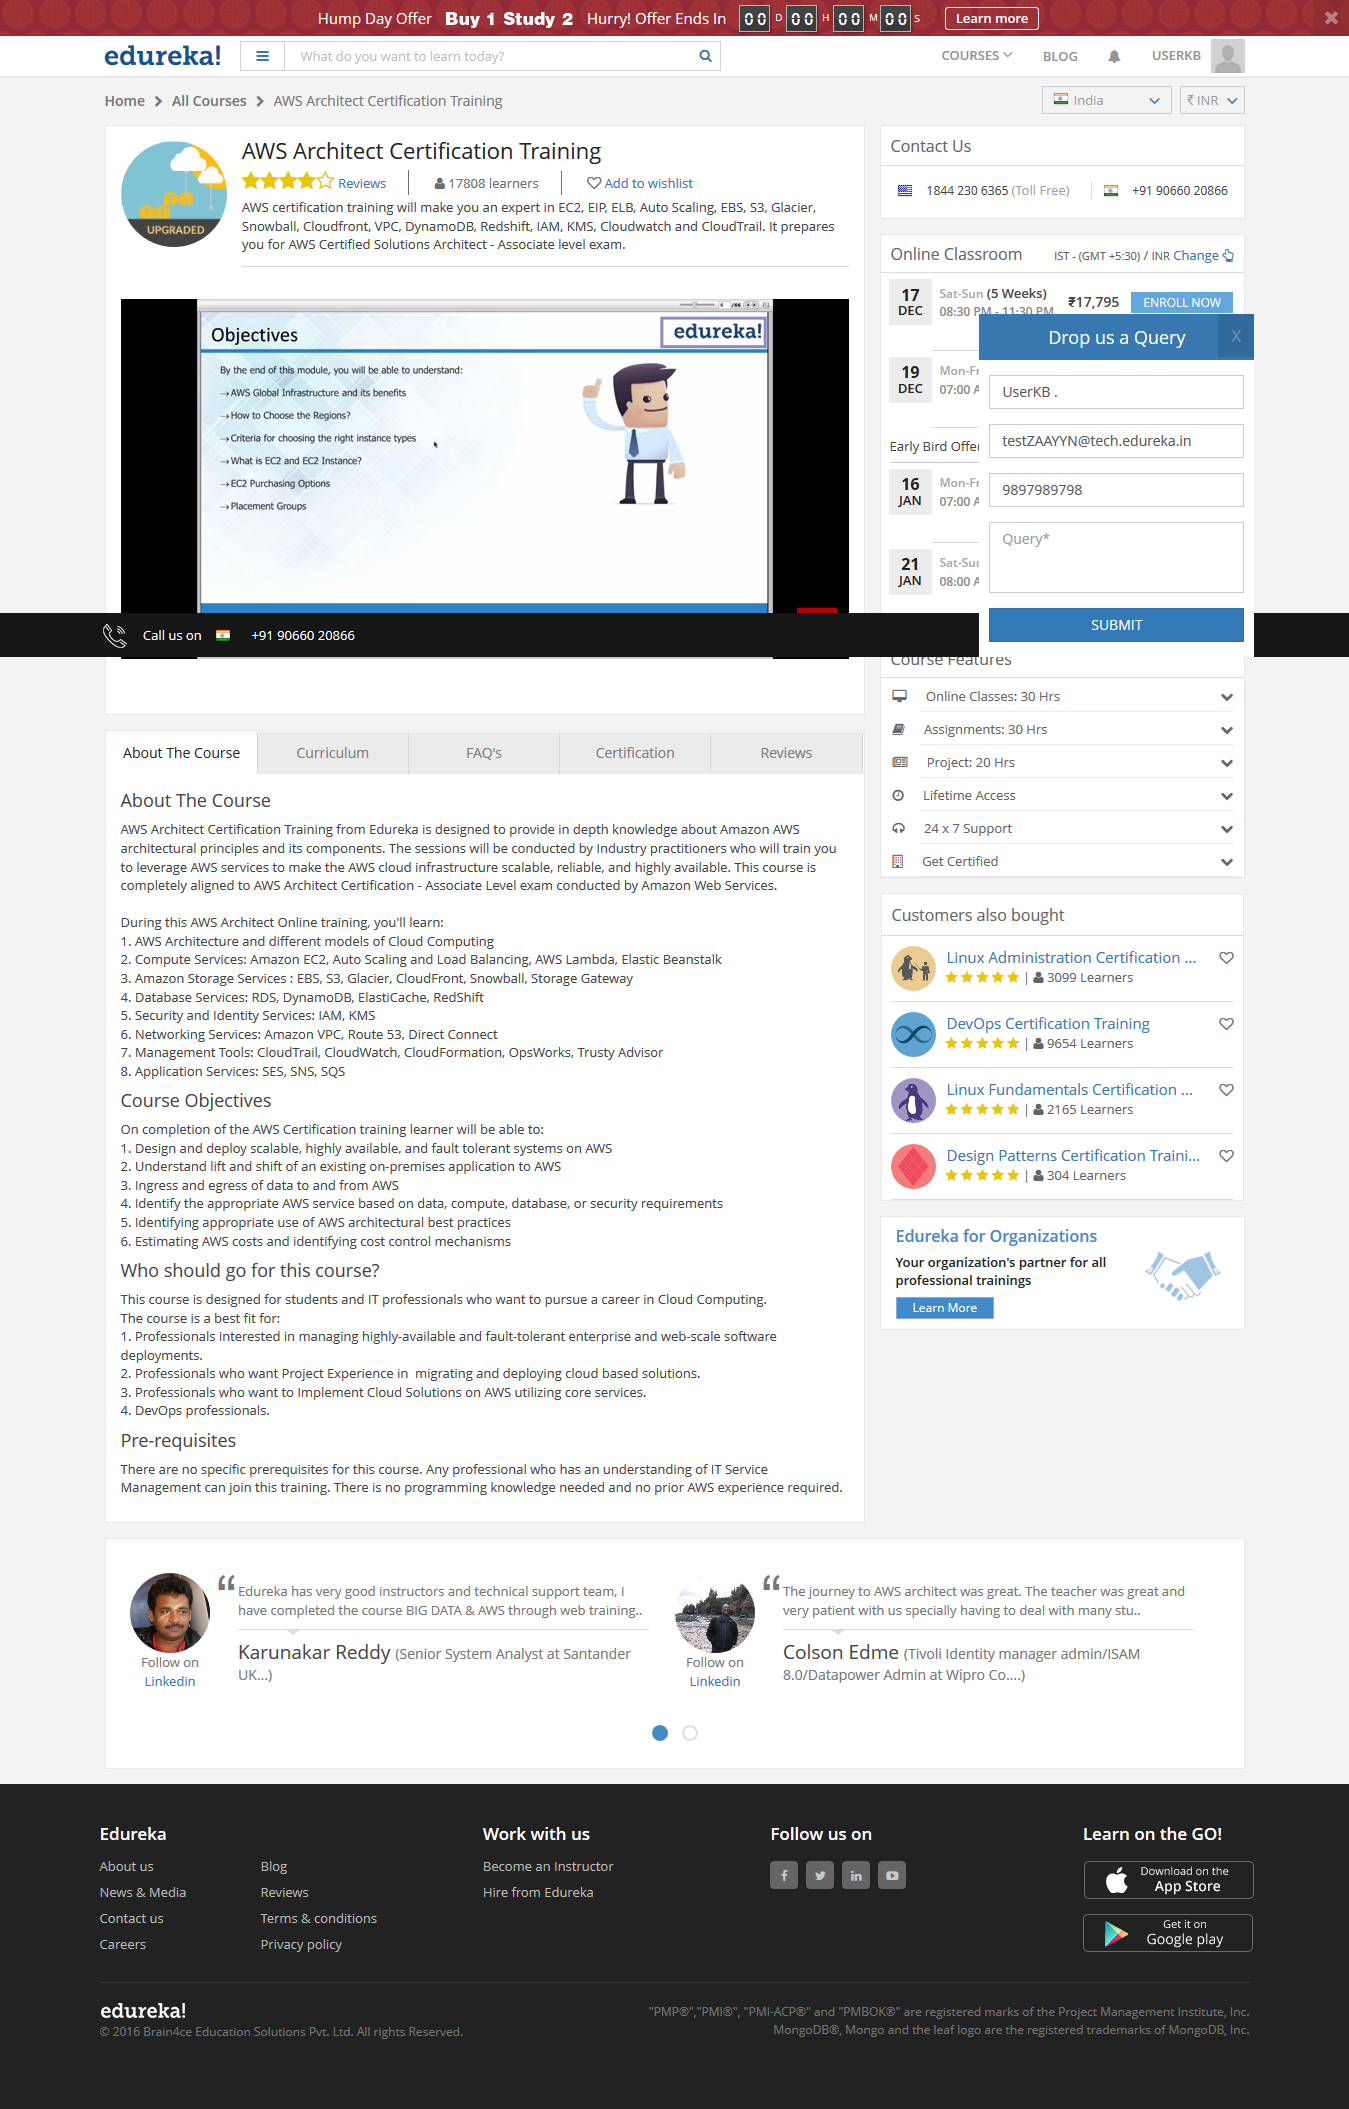 Hump Day Offer Buy 1 Study 2 Hurry! Offer Ends In 00 D 00 H 00 M 00 S Learn more
edureka! What do you want to learn today? COURSES BLOG USERKB
Home All Courses AWS Architect Certification Training India ₹ INR
AWS Architect Certification Training
Reviews 17808 learners Add to wishlist
UPGRADED
AWS certification training will make you an expert in EC2, EIP, ELB, Auto Scaling, EBS, S3, Glacier,
Snowball, Cloudfront, VPC, DynamoDB, Redshift, IAM, KMS, Cloudwatch and CloudTrail. It prepares
you for AWS Certified Solutions Architect - Associate level exam.
Objectives edureka!
By the end of this module, you will be able to understand:
→AWS Global Infrastructure and its benefits
→How to Choose the Regions?
→Criteria for choosing the right instance types
→What is EC2 and EC2 Instance?
→EC2 Purchasing Options
→Placement Groups
Contact Us
1844 230 6365 (Toll Free) +91 90660 20866
Online Classroom IST - (GMT +5:30) / INR Change
17 DEC Sat-Sun (5 Weeks) ₹17,795 ENROLL NOW
08:30 PM - 11:30 PM
19 DEC Mon-Fr
07:00 A
Early Bird Offe
16 JAN Mon-Fr
07:00 A
21 JAN Sat-Su
08:00 A
Drop us a Query X
UserKB .
testZAAYYN@tech.edureka.in
9897989798
Query*
SUBMIT
Call us on +91 90660 20866
Course Features
Online Classes: 30 Hrs
Assignments: 30 Hrs
Project: 20 Hrs
Lifetime Access
24 x 7 Support
Get Certified
About The Course Curriculum FAQ's Certification Reviews
About The Course
AWS Architect Certification Training from Edureka is designed to provide in depth knowledge about Amazon AWS
architectural principles and its components. The sessions will be conducted by Industry practitioners who will train you
to leverage AWS services to make the AWS cloud infrastructure scalable, reliable, and highly available. This course is
completely aligned to AWS Architect Certification - Associate Level exam conducted by Amazon Web Services.
During this AWS Architect Online training, you'll learn:
1. AWS Architecture and different models of Cloud Computing
2. Compute Services: Amazon EC2, Auto Scaling and Load Balancing, AWS Lambda, Elastic Beanstalk
3. Amazon Storage Services : EBS, S3, Glacier, CloudFront, Snowball, Storage Gateway
4. Database Services: RDS, DynamoDB, ElastiCache, RedShift
5. Security and Identity Services: IAM, KMS
6. Networking Services: Amazon VPC, Route 53, Direct Connect
7. Management Tools: CloudTrail, CloudWatch, CloudFormation, OpsWorks, Trusty Advisor
8. Application Services: SES, SNS, SQS
Course Objectives
On completion of the AWS Certification training learner will be able to:
1. Design and deploy scalable, highly available, and fault tolerant systems on AWS
2. Understand lift and shift of an existing on-premises application to AWS
3. Ingress and egress of data to and from AWS
4. Identify the appropriate AWS service based on data, compute, database, or security requirements
5. Identifying appropriate use of AWS architectural best practices
6. Estimating AWS costs and identifying cost control mechanisms
Who should go for this course?
This course is designed for students and IT professionals who want to pursue a career in Cloud Computing.
The course is a best fit for:
1. Professionals interested in managing highly-available and fault-tolerant enterprise and web-scale software
deployments.
2. Professionals who want Project Experience in migrating and deploying cloud based solutions.
3. Professionals who want to Implement Cloud Solutions on AWS utilizing core services.
4. DevOps professionals.
Pre-requisites
There are no specific prerequisites for this course. Any professional who has an understanding of IT Service
Management can join this training. There is no programming knowledge needed and no prior AWS experience required.
Customers also bought
Linux Administration Certification ...
| 3099 Learners
DevOps Certification Training
| 9654 Learners
Linux Fundamentals Certification ...
| 2165 Learners
Design Patterns Certification Traini...
| 304 Learners
Edureka for Organizations
Your organization's partner for all
professional trainings
Learn More
“ Edureka has very good instructors and technical support team, I
have completed the course BIG DATA & AWS through web training..
Karunakar Reddy (Senior System Analyst at Santander
UK...)
Follow on
Linkedin
“ The journey to AWS architect was great. The teacher was great and
very patient with us specially having to deal with many stu..
Colson Edme (Tivoli Identity manager admin/ISAM
8.0/Datapower Admin at Wipro Co....)
Follow on
Linkedin
Edureka Work with us Follow us on Learn on the GO!
About us Blog Become an Instructor
News & Media Reviews Hire from Edureka
Contact us Terms & conditions
Careers Privacy policy
Download on the
App Store
Get it on
Google play
edureka!
© 2016 Brain4ce Education Solutions Pvt. Ltd. All rights Reserved.
"PMP®","PMI®", "PMI-ACP®" and "PMBOK®" are registered marks of the Project Management Institute, Inc.
MongoDB®, Mongo and the leaf logo are the registered trademarks of MongoDB, Inc.